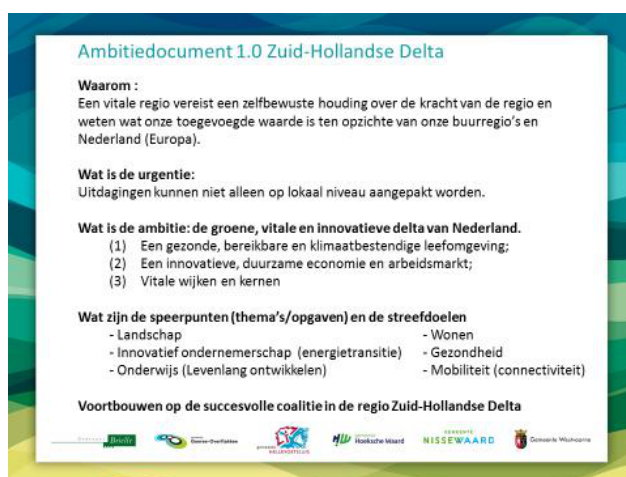 Ambitiedocument 1.0 Zuid-Hollandse Delta
Waarom :
Een vitale regio vereist een zelfbewuste houding over de kracht van de regio en
weten wat onze toegevoegde waarde is ten opzichte van onze buurregio's en
Nederland (Europa).
Wat is de urgentie:
Uitdagingen kunnen niet alleen op lokaal niveau aangepakt worden.
Wat is de ambitie: de groene, vitale en innovatieve delta van Nederland.
(1) Een gezonde, bereikbare en klimaatbestendige leefomgeving;
(2) Een innovatieve, duurzame economie en arbeidsmarkt;
(3) Vitale wijken en kernen
Wat zijn de speerpunten (thema's/opgaven) en de streefdoelen
- Landschap - Wonen
- Innovatief ondernemerschap (energietransitie) - Gezondheid
- Onderwijs (Levenlang ontwikkelen) - Mobiliteit (connectiviteit)
Voortbouwen op de succesvolle coalitie in de regio Zuid-Hollandse Delta
Brielle Goeree-Overflakkee HELLEVOETSLUIS Hoeksche Waard GEMEENTE NISSEWAARD Gemeente Westvoorne